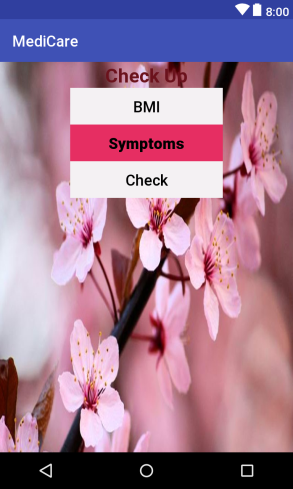 8:00
MediCare
Check Up
BMI
Symptoms
Check